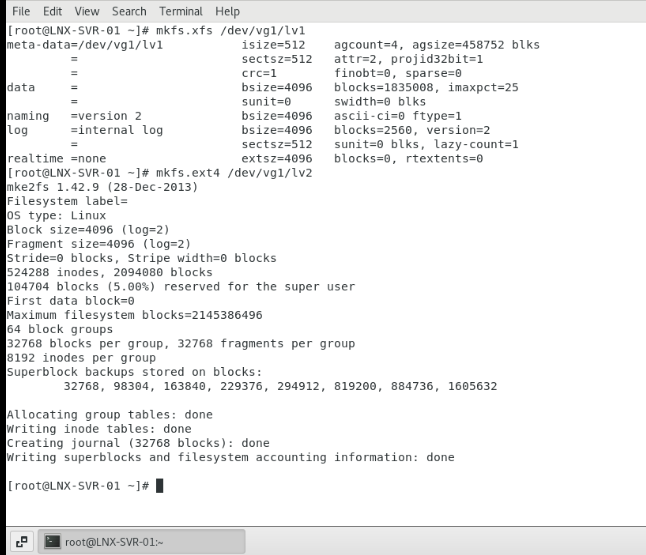 File Edit View Search Terminal Help
[root@LNX-SVR-01 ~]# mkfs.xfs /dev/vg1/lv1
meta-data=/dev/vg1/lv1           isize=512    agcount=4, agsize=458752 blks
         =                       sectsz=512   attr=2, projid32bit=1
         =                       crc=1        finobt=0, sparse=0
data     =                       bsize=4096   blocks=1835008, imaxpct=25
         =                       sunit=0      swidth=0 blks
naming   =version 2              bsize=4096   ascii-ci=0 ftype=1
log      =internal log           bsize=4096   blocks=2560, version=2
         =                       sectsz=512   sunit=0 blks, lazy-count=1
realtime =none                   extsz=4096   blocks=0, rtextents=0
[root@LNX-SVR-01 ~]# mkfs.ext4 /dev/vg1/lv2
mke2fs 1.42.9 (28-Dec-2013)
Filesystem label=
OS type: Linux
Block size=4096 (log=2)
Fragment size=4096 (log=2)
Stride=0 blocks, Stripe width=0 blocks
524288 inodes, 2094080 blocks
104704 blocks (5.00%) reserved for the super user
First data block=0
Maximum filesystem blocks=2145386496
64 block groups
32768 blocks per group, 32768 fragments per group
8192 inodes per group
Superblock backups stored on blocks:
        32768, 98304, 163840, 229376, 294912, 819200, 884736, 1605632
Allocating group tables: done
Writing inode tables: done
Creating journal (32768 blocks): done
Writing superblocks and filesystem accounting information: done
[root@LNX-SVR-01 ~]#
root@LNX-SVR-01:~